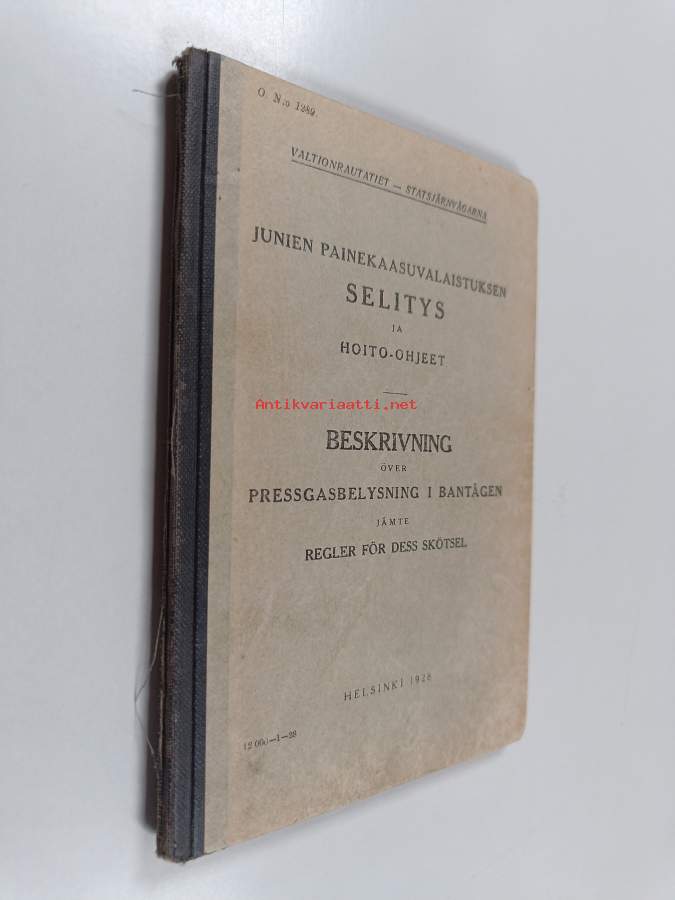 O. N:o 1289.
VALTIONRAUTATIET — STATSJÄRNVÄGARNA
JUNIEN PAINEKAASUVALAISTUKSEN
SELITYS
JA
HOITO-OHJEET
Antikvariaatti.net
BESKRIVNING
ÖVER
PRESSGASBELYSNING I BANTÅGEN
JÄMTE
REGLER FÖR DESS SKÖTSEL
HELSINKI 1928
12 000—1—28